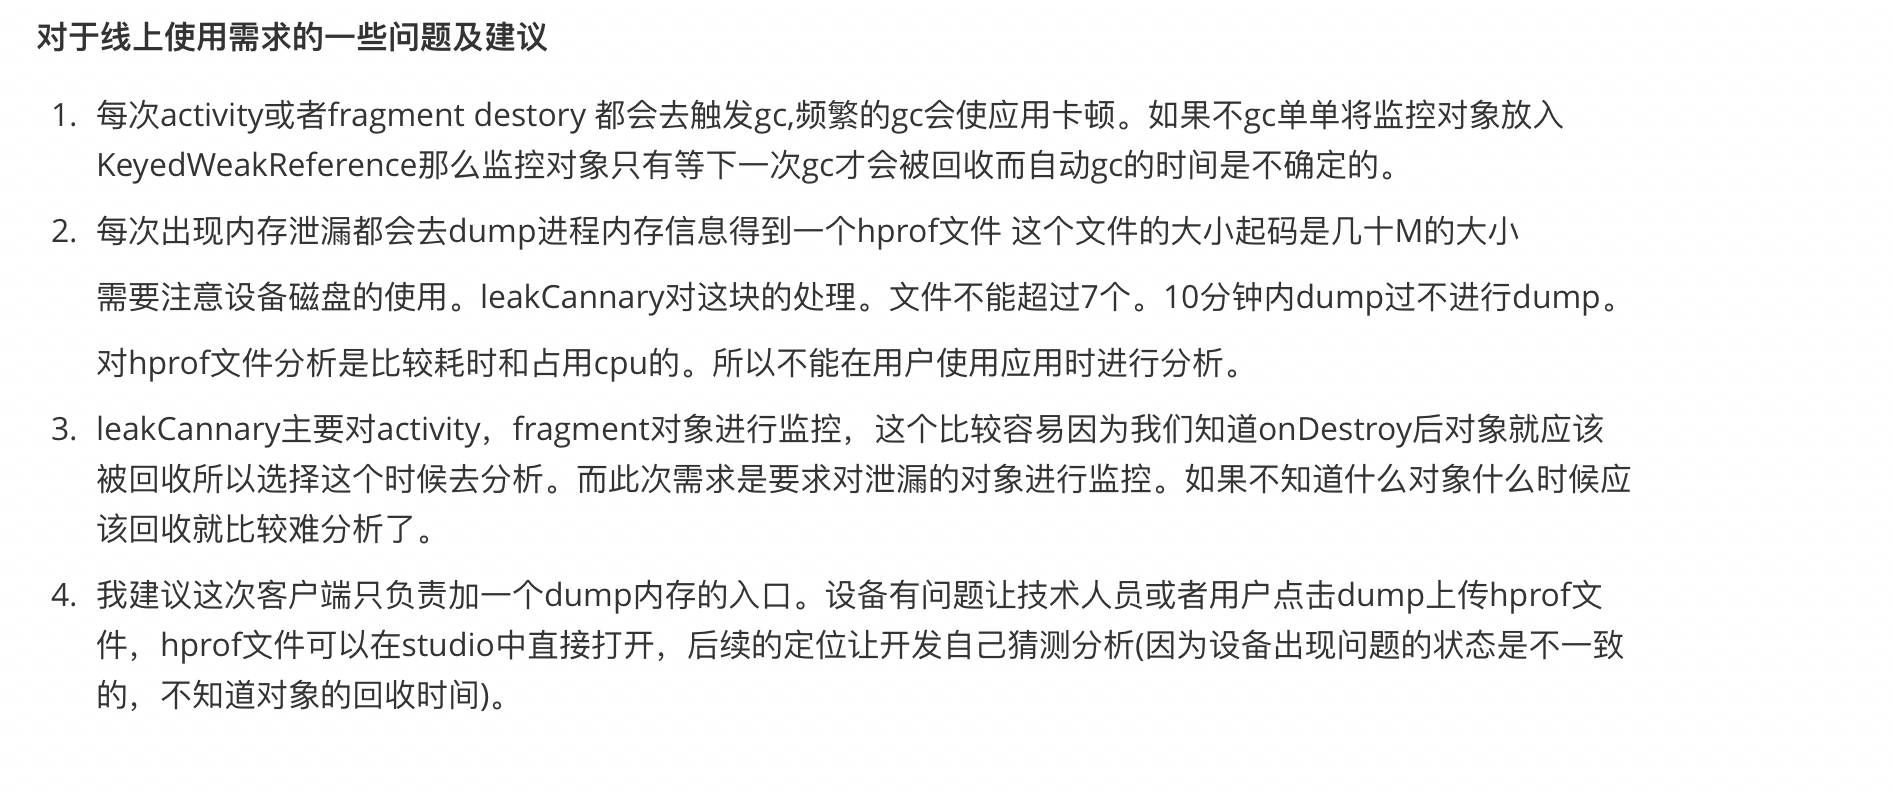 对于线上使用需求的一些问题及建议
1. 每次activity或者fragment destory 都会去触发gc,频繁的gc会使应用卡顿。如果不gc单单将监控对象放入
KeyedWeakReference那么监控对象只有等下一次gc才会被回收而自动gc的时间是不确定的。
2. 每次出现内存泄漏都会去dump进程内存信息得到一个hprof文件 这个文件的大小起码是几十M的大小
需要注意设备磁盘的使用。leakCannary对这块的处理。文件不能超过7个。10分钟内dump过不进行dump。
对hprof文件分析是比较耗时和占用cpu的。所以不能在用户使用应用时进行分析。
3. leakCannary主要对activity，fragment对象进行监控，这个比较容易因为我们知道onDestroy后对象就应该
被回收所以选择这个时候去分析。而此次需求是要求对泄漏的对象进行监控。如果不知道什么对象什么时候应
该回收就比较难分析了。
4. 我建议这次客户端只负责加一个dump内存的入口。设备有问题让技术人员或者用户点击dump上传hprof文
件，hprof文件可以在studio中直接打开，后续的定位让开发自己猜测分析(因为设备出现问题的状态是不一致
的，不知道对象的回收时间)。